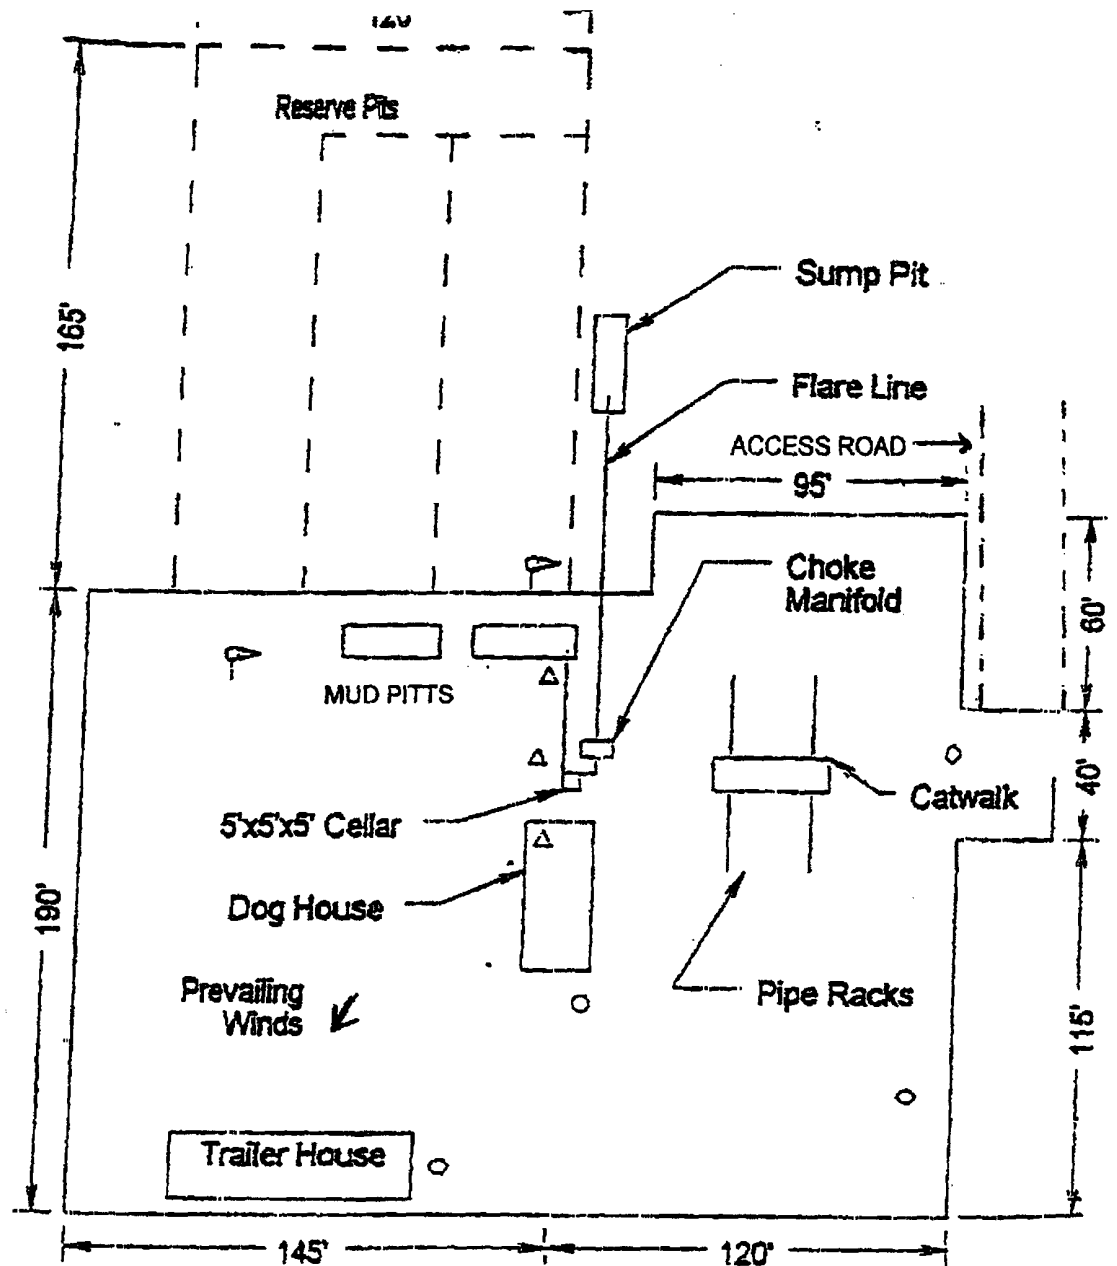 Reserve Pits
165'
Sump Pit
Flare Line
ACCESS ROAD
95'
Choke
Manifold
60'
MUD PITTS
40'
Catwalk
5'x5'x5' Cellar
190'
Dog House
Prevailing
Winds
Pipe Racks
115'
Trailer House
145'
120'